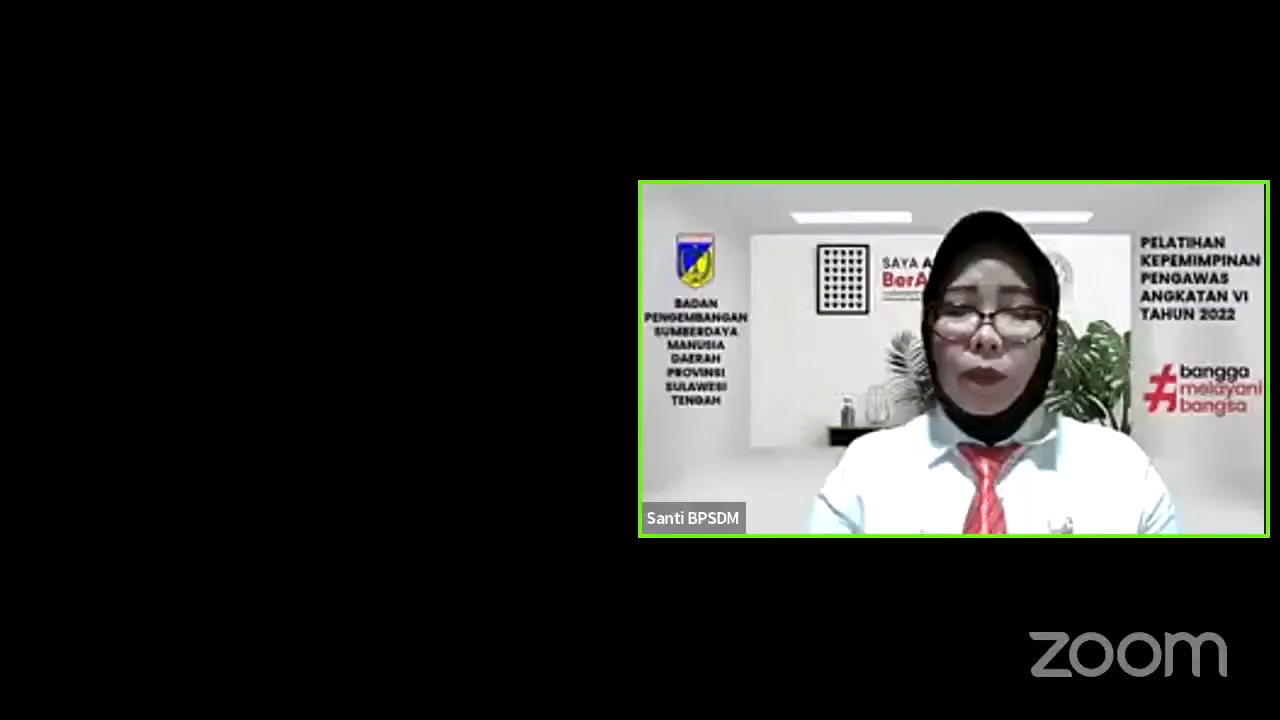 BADAN
PENGEMBANGAN
SUMBERDAYA
MANUSIA
DAERAH
PROVINSI
SULAWESI
TENGAH
SAYA A
BerA
PELATIHAN
KEPEMIMPINAN
PENGAWAS
ANGKATAN VI
TAHUN 2022
#bangga
melayani
bangsa
Santi BPSDM
zoom